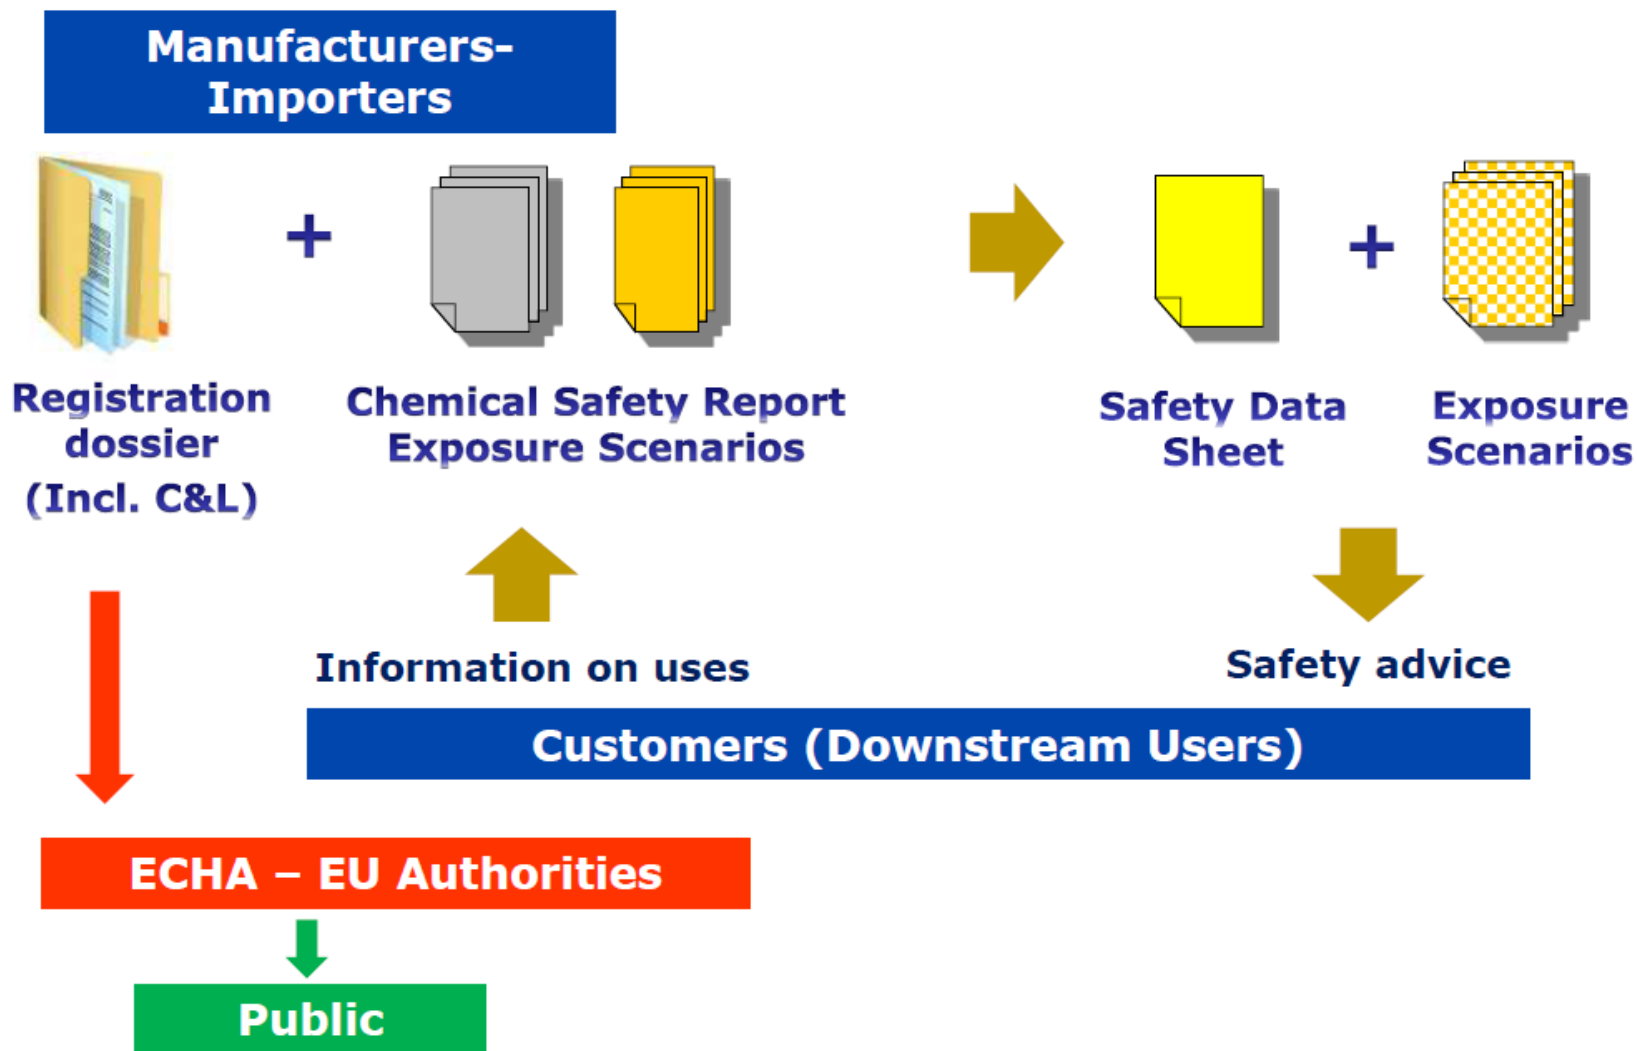 Manufacturers-
Importers
+
+
Registration
dossier
(Incl. C&L)
Chemical Safety Report
Exposure Scenarios
Safety Data
Sheet
Exposure
Scenarios
Information on uses
Safety advice
Customers (Downstream Users)
ECHA – EU Authorities
Public